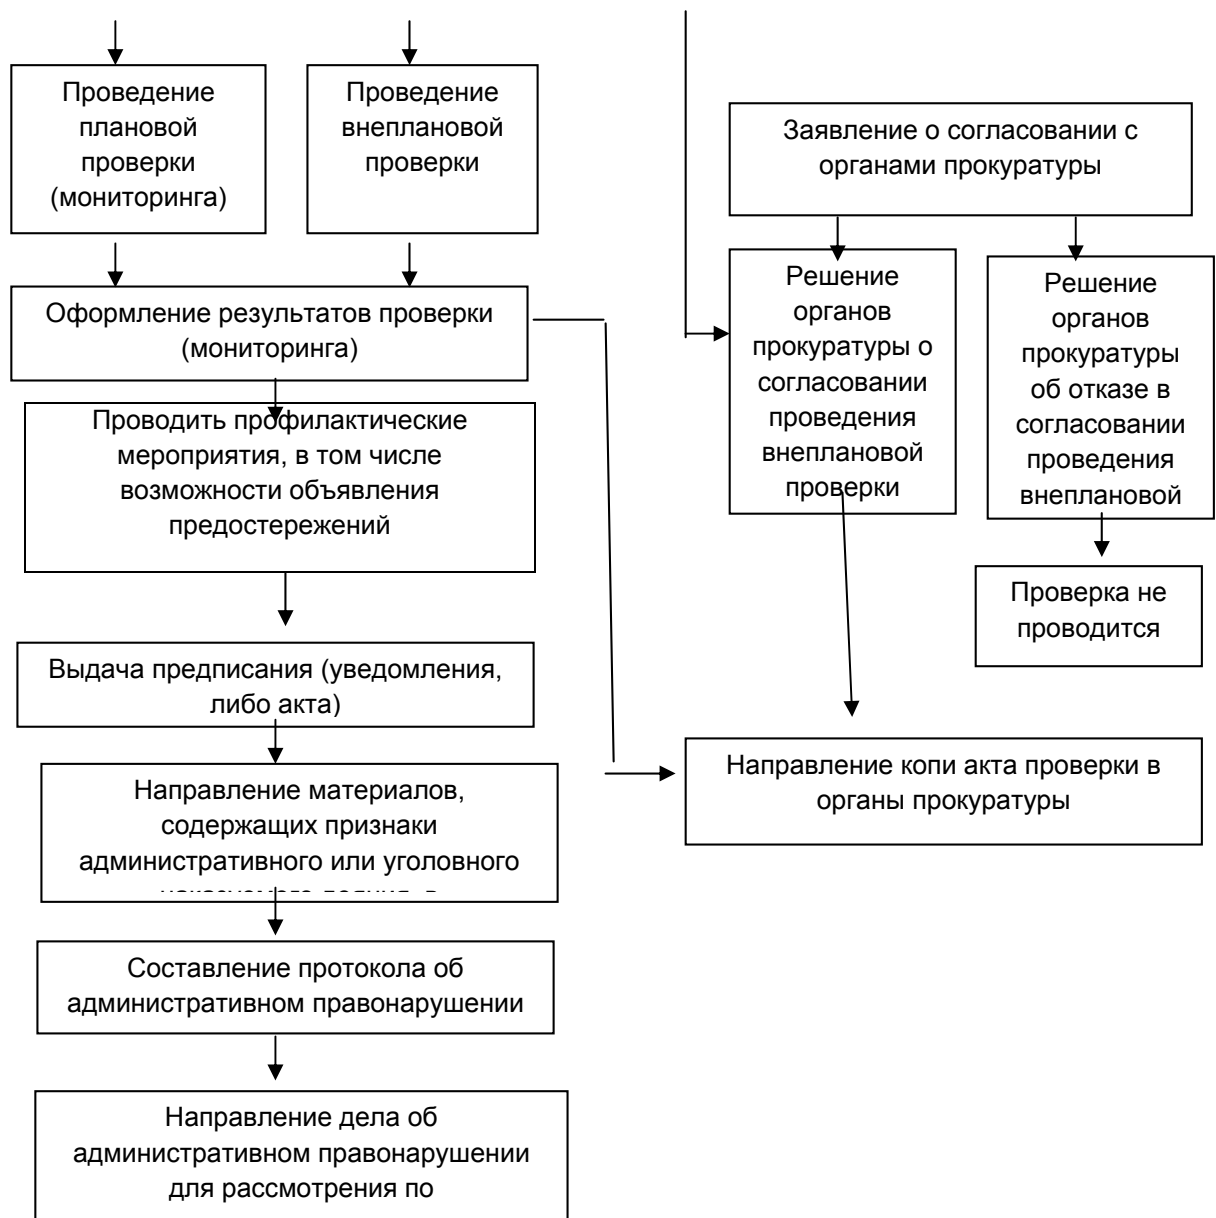 Проведение
плановой
проверки
(мониторинга)
Проведение
внеплановой
проверки
Заявление о согласовании с
органами прокуратуры
Оформление результатов проверки
(мониторинга)
Решение
органов
прокуратуры о
согласовании
проведения
внеплановой
проверки
Решение
органов
прокуратуры
об отказе в
согласовании
проведения
внеплановой
Проводить профилактические
мероприятия, в том числе
возможности объявления
предостережений
Проверка не
проводится
Выдача предписания (уведомления,
либо акта)
Направление копи акта проверки в
органы прокуратуры
Направление материалов,
содержащих признаки
административного или уголовного
Составление протокола об
административном правонарушении
Направление дела об
административном правонарушении
для рассмотрения по